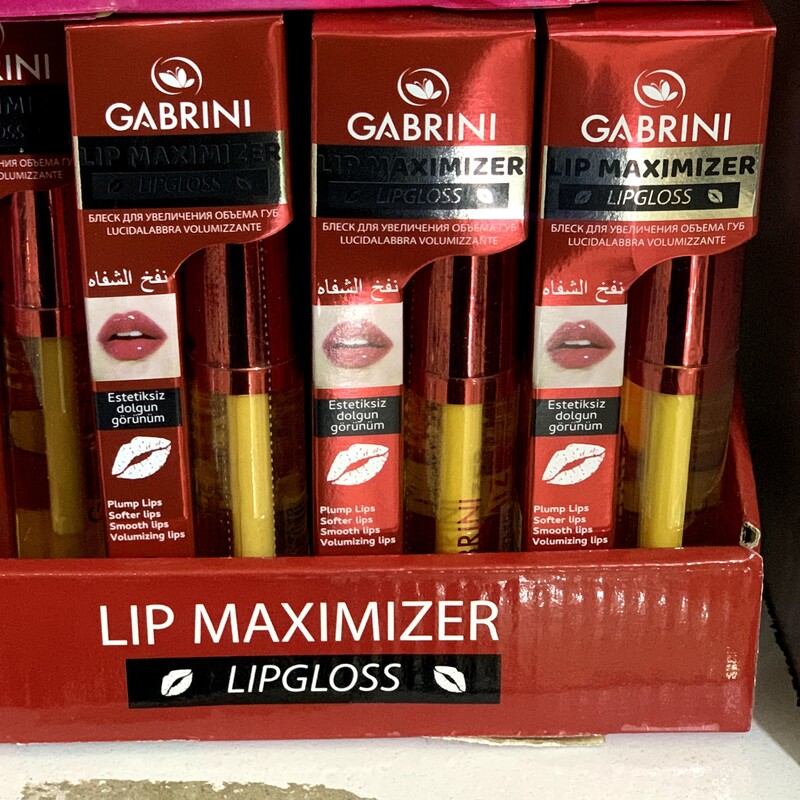 GABRINI
LIP MAXIMIZER
LIPGLOSS
БЛЕСК ДЛЯ УВЕЛИЧЕНИЯ ОБЪЕМА ГУБ
LUCIDALABBRA VOLUMIZZANTE
نفخ الشفاه
Estetiksiz
dolgun
görünüm
Plump Lips
Softer lips
Smooth lips
Volumizing lips
GABRINI
LIP MAXIMIZER
LIPGLOSS
БЛЕСК ДЛЯ УВЕЛИЧЕНИЯ ОБЪЕМА ГУБ
LUCIDALABBRA VOLUMIZZANTE
نفخ الشفاه
Estetiksiz
dolgun
görünüm
Plump Lips
Softer lips
Smooth lips
Volumizing lips
GABRINI
LIP MAXIMIZER
LIPGLOSS
БЛЕСК ДЛЯ УВЕЛИЧЕНИЯ ОБЪЕМА ГУБ
LUCIDALABBRA VOLUMIZZANTE
نفخ الشفاه
Estetiksiz
dolgun
görünüm
Plump Lips
Softer lips
Smooth lips
Volumizing lips
LIP MAXIMIZER
LIPGLOSS